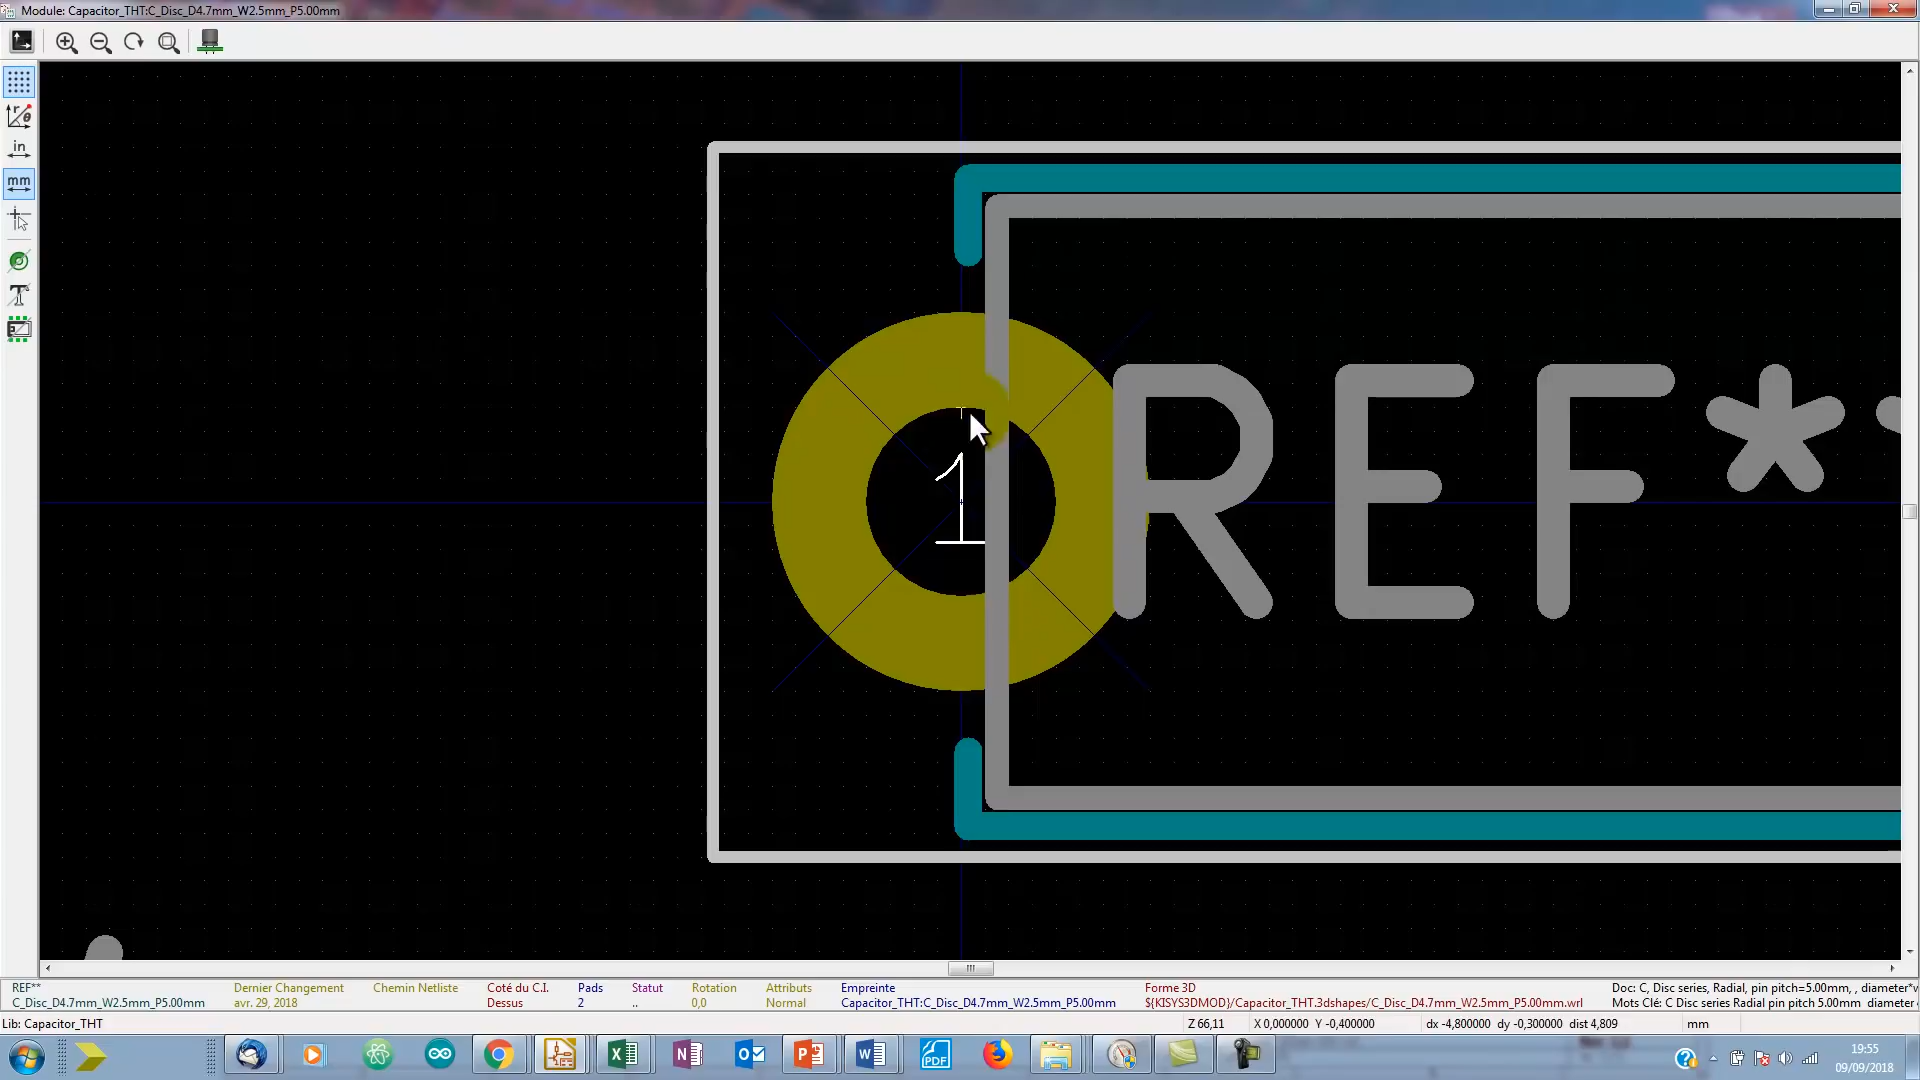 Module: Capacitor_THT:C_Disc_D4.7mm_W2.5mm_P5.00mm
in
mm
1
REF*
REF**
C_Disc_D4.7mm_W2.5mm_P5.00mm
Dernier Changement
avr. 29, 2018
Chemin Netliste
Coté du C.I.
Dessus
Pads
2
Statut
..
Rotation
0,0
Attributs
Normal
Empreinte
Capacitor_THT:C_Disc_D4.7mm_W2.5mm_P5.00mm
Forme 3D
${KISYS3DMOD}/Capacitor_THT.3dshapes/C_Disc_D4.7mm_W2.5mm_P5.00mm.wrl
Doc: C, Disc series, Radial, pin pitch=5.00mm, , diameter*
Mots Clé: C Disc series Radial pin pitch 5.00mm diameter
Lib: Capacitor_THT
Z 66,11
X 0,000000 Y -0,400000
dx -4,800000 dy -0,300000 dist 4,809
mm
PDF
19:55
09/09/2018